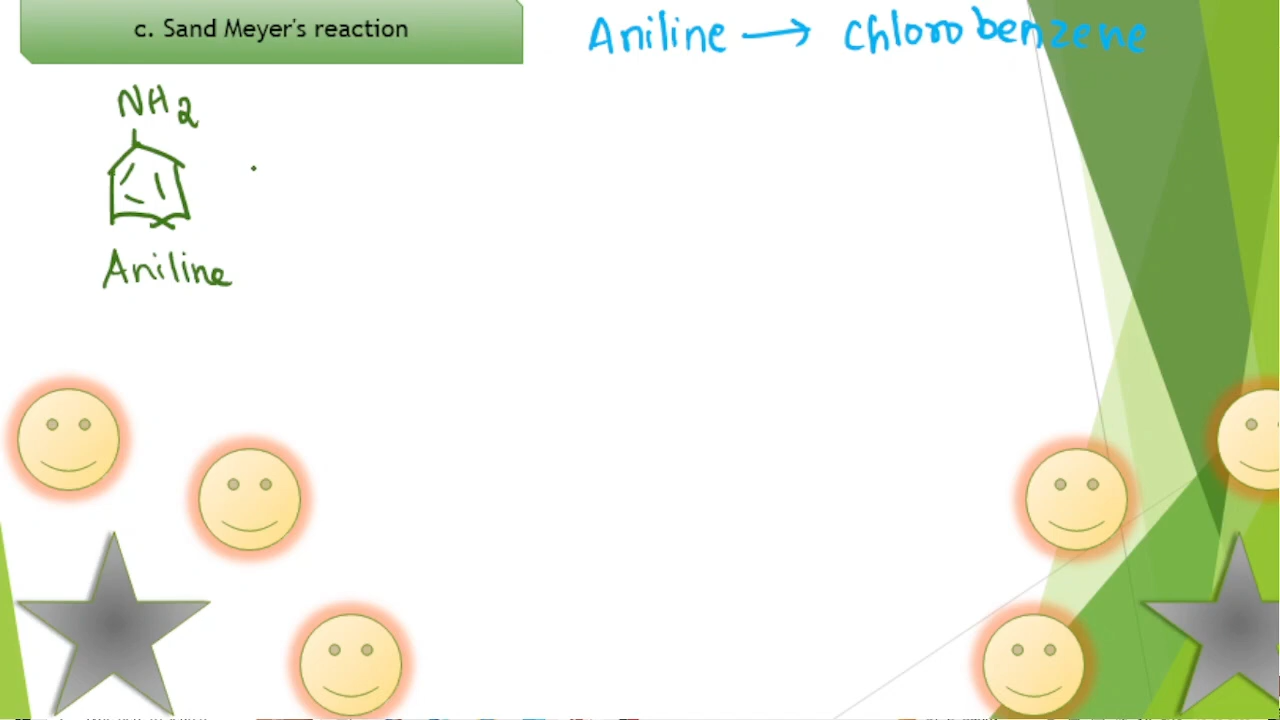 c. Sand Meyer's reaction
Aniline → chlorobenzene
NH2
Aniline